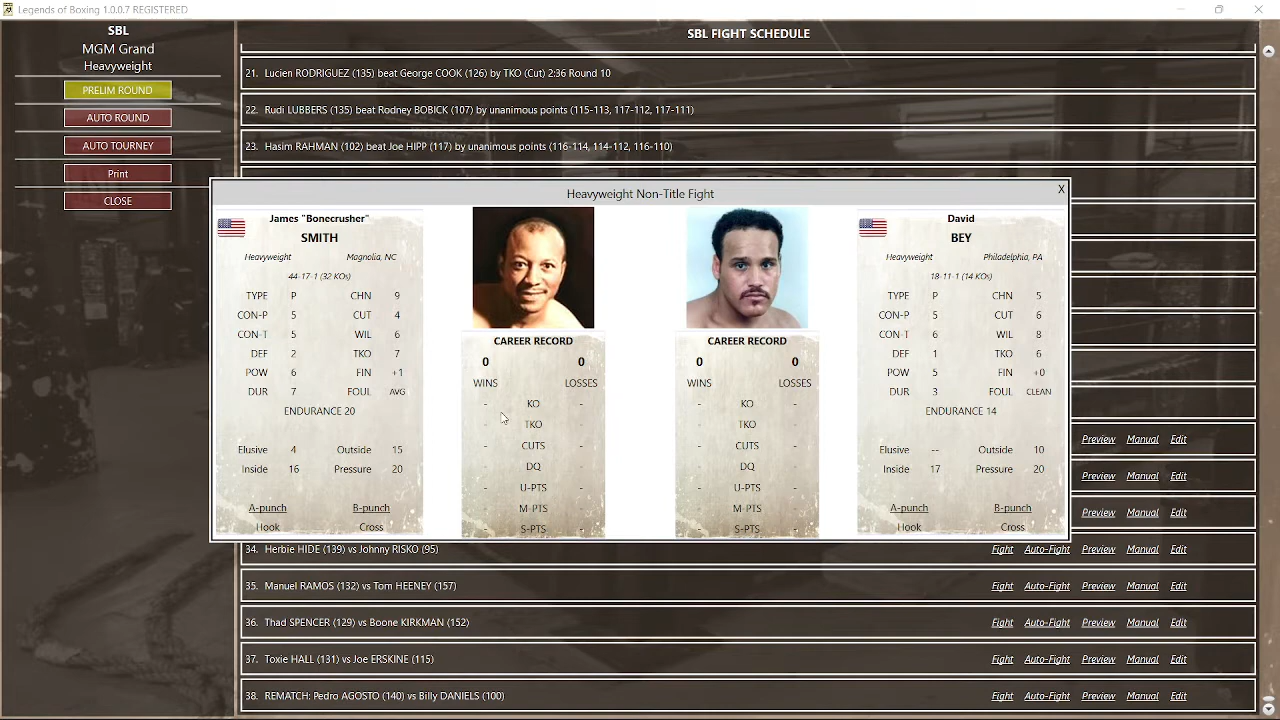 Legends of Boxing 1.0.0.7 REGISTERED
SBL
MGM Grand
Heavyweight
PRELIM ROUND
AUTO ROUND
AUTO TOURNEY
Print
CLOSE
SBL FIGHT SCHEDULE
21. Lucien RODRIGUEZ (135) beat George COOK (126) by TKO (Cut) 2:36 Round 10
22. Rudi LUBBERS (135) beat Rodney BOBICK (107) by unanimous points (115-113, 117-112, 117-111)
23. Hasim RAHMAN (102) beat Joe HIPP (117) by unanimous points (116-114, 114-112, 116-110)
Heavyweight Non-Title Fight X
James "Bonecrusher"
SMITH
Heavyweight Magnolia, NC
44-17-1 (32 KOs)
TYPE P CHN 9
CON-P 5 CUT 4
CON-T 5 WIL 6
DEF 2 TKO 7
POW 6 FIN +1
DUR 7 FOUL AVG
ENDURANCE 20
Elusive 4 Outside 15
Inside 16 Pressure 20
A-punch B-punch
Hook Cross
CAREER RECORD
0 0
WINS LOSSES
- KO -
- TKO -
- CUTS -
- DQ -
- U-PTS -
- M-PTS -
- S-PTS -
CAREER RECORD
0 0
WINS LOSSES
- KO -
- TKO -
- CUTS -
- DQ -
- U-PTS -
- M-PTS -
- S-PTS -
David
BEY
Heavyweight Philadelphia, PA
18-11-1 (14 KOs)
TYPE P CHN 5
CON-P 5 CUT 6
CON-T 6 WIL 8
DEF 1 TKO 6
POW 5 FIN +0
DUR 3 FOUL CLEAN
ENDURANCE 14
Elusive -- Outside 10
Inside 17 Pressure 20
A-punch B-punch
Hook Cross
Preview Manual Edit
Preview Manual Edit
Preview Manual Edit
34. Herbie HIDE (139) vs Johnny RISKO (95) Fight Auto-Fight Preview Manual Edit
35. Manuel RAMOS (132) vs Tom HEENEY (157) Fight Auto-Fight Preview Manual Edit
36. Thad SPENCER (129) vs Boone KIRKMAN (152) Fight Auto-Fight Preview Manual Edit
37. Toxie HALL (131) vs Joe ERSKINE (115) Fight Auto-Fight Preview Manual Edit
38. REMATCH: Pedro AGOSTO (140) vs Billy DANIELS (100) Fight Auto-Fight Preview Manual Edit